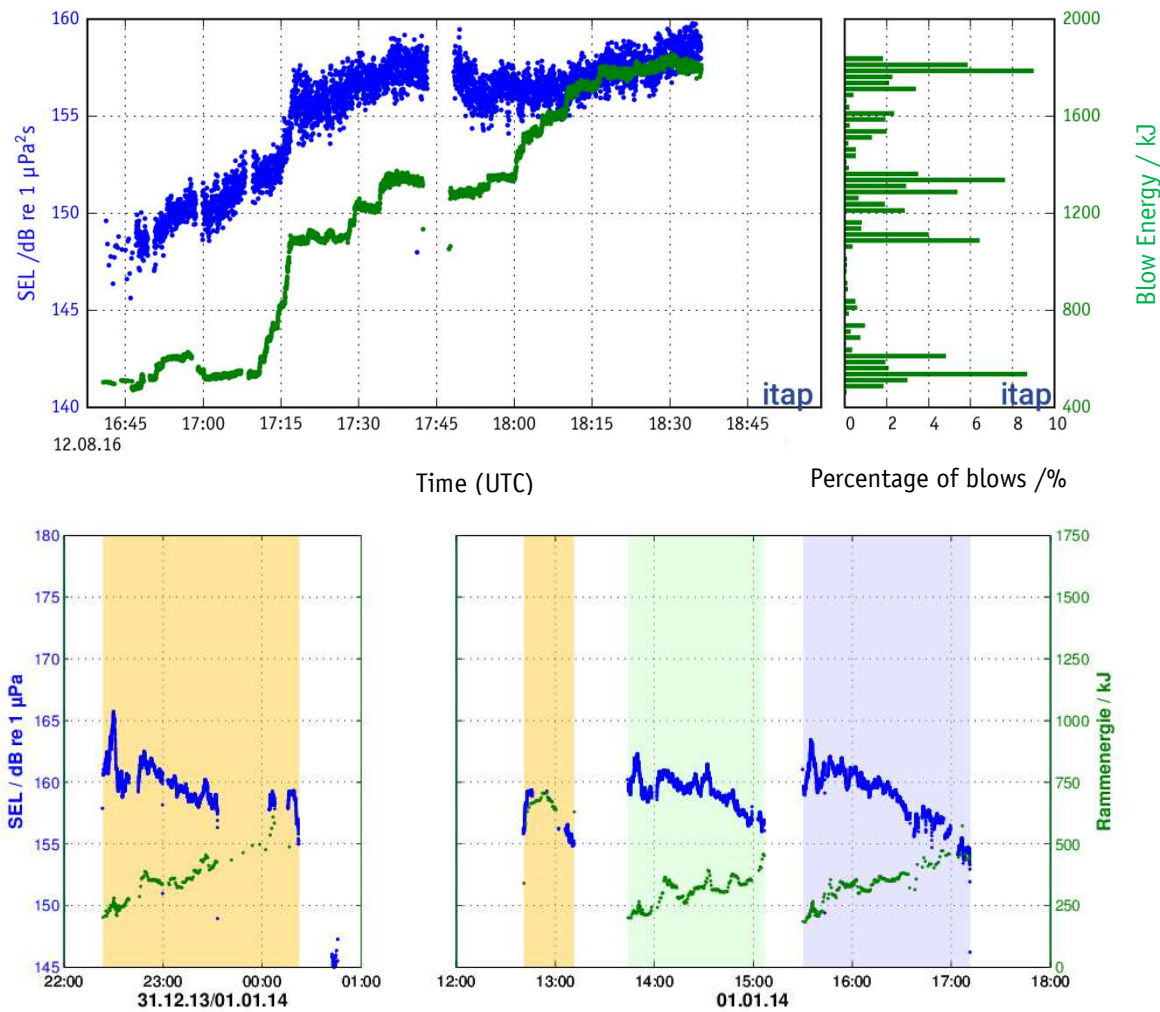 160
155
150
145
140
SEL /dB re 1 µPa²s
16:45 17:00 17:15 17:30 17:45 18:00 18:15 18:30 18:45
12.08.16
itap
Time (UTC)
2000
1600
1200
800
400
Blow Energy / kJ
0 2 4 6 8 10
itap
Percentage of blows /%
180
175
170
165
160
155
150
145
SEL / dB re 1 µPa
22:00 23:00 00:00 01:00
31.12.13/01.01.14
12:00 13:00 14:00 15:00 16:00 17:00 18:00
01.01.14
1750
1500
1250
1000
750
500
250
0
Rammenergie / kJ